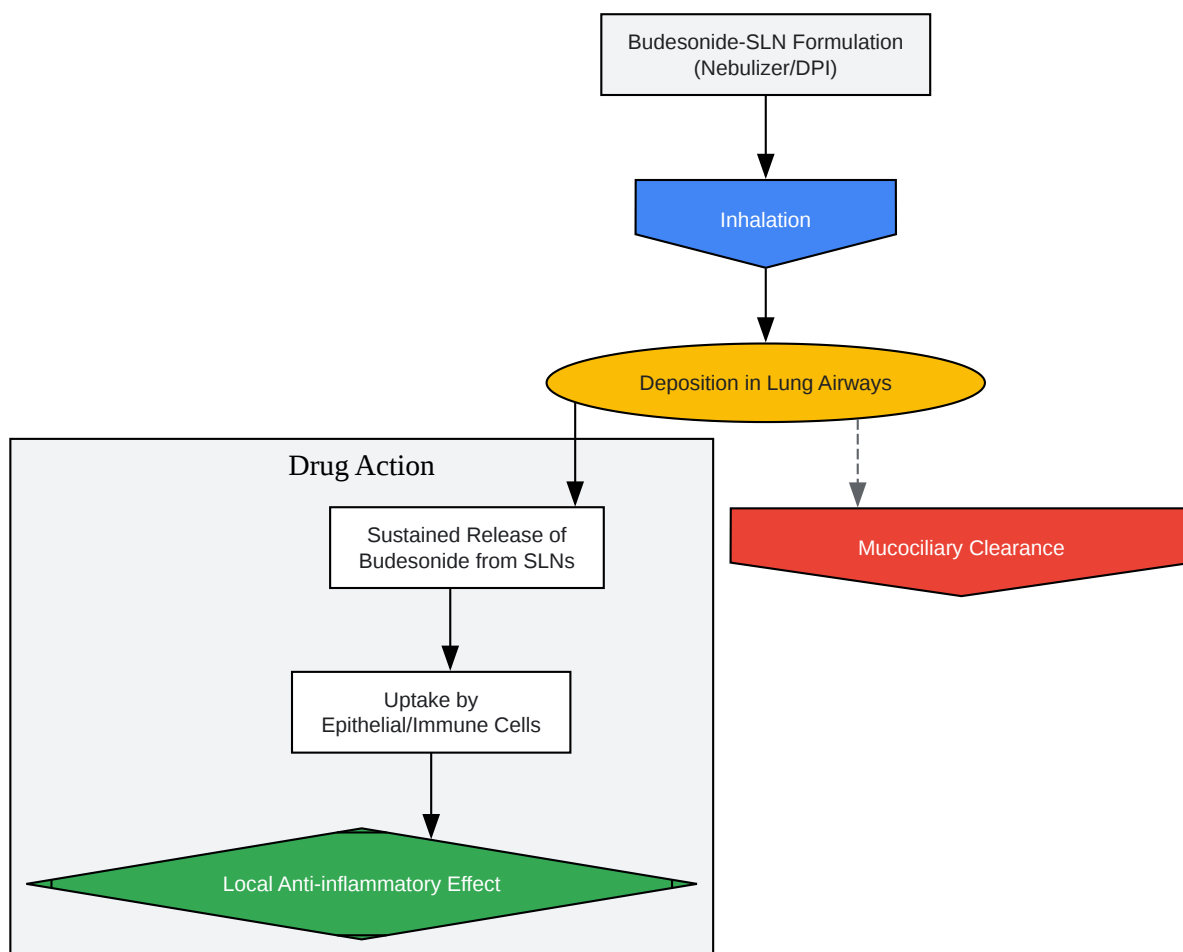 Budesonide-SLN Formulation
(Nebulizer/DPI)
Inhalation
Deposition in Lung Airways
Drug Action
Sustained Release of
Budesonide from SLNs
Mucociliary Clearance
Uptake by
Epithelial/Immune Cells
Local Anti-inflammatory Effect